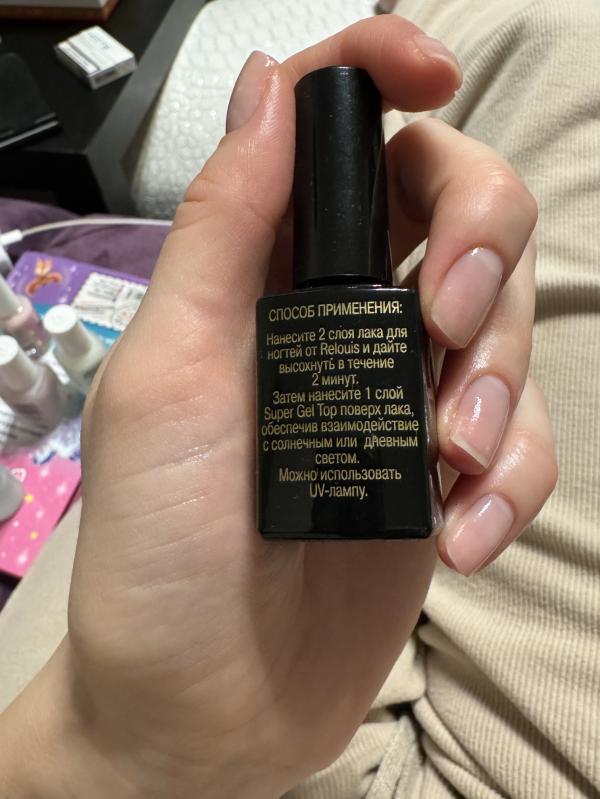 СПОСОБ ПРИМЕНЕНИЯ:
Нанесите 2 слоя лака для
ногтей от Relouis и дайте
высохнуть в течение
2 минут.
Затем нанесите 1 слой
Super Gel Top поверх лака,
обеспечив взаимодействие
с солнечным или дневным
светом.
Можно использовать
UV-лампу.